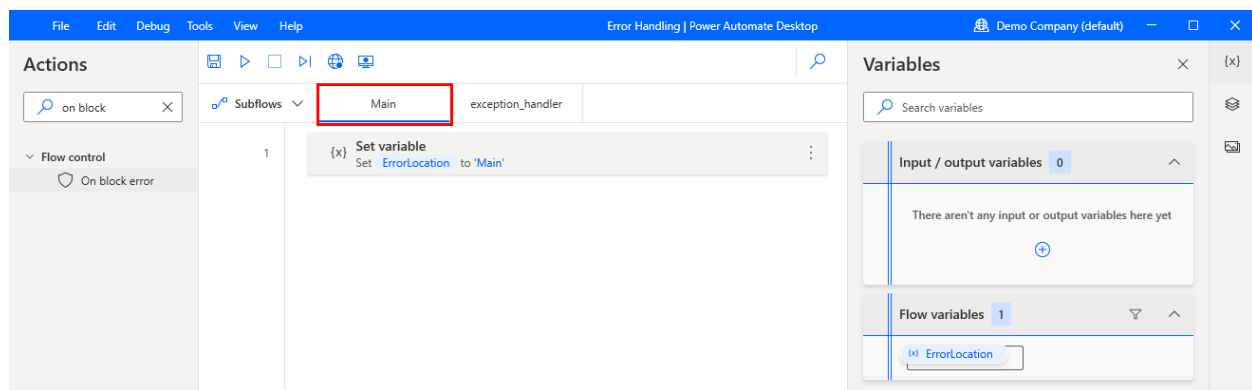 File Edit Debug Tools View Help Error Handling | Power Automate Desktop Demo Company (default)
Actions
on block
Flow control
On block error
Subflows Main exception_handler
1 {x} Set variable
Set ErrorLocation to 'Main'
Variables
{x}
Search variables
Input / output variables 0
There aren't any input or output variables here yet
Flow variables 1
{x} ErrorLocation